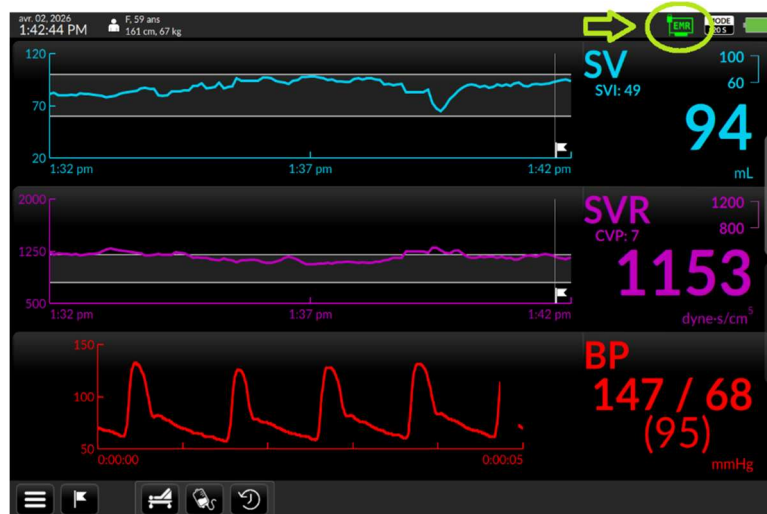 avr. 02, 2026
1:42:44 PM
F, 59 ans
161 cm, 67 kg
EMR
MODE
20 S
120
70
20
1:32 pm
1:37 pm
1:42 pm
SV
SVI: 49
100
60
94
mL
2000
1250
500
1:32 pm
1:37 pm
1:42 pm
SVR
CVP: 7
1200
800
1153
dyne-s/cm5
150
100
50
0:00:00
0:00:05
BP
147 / 68
(95)
mmHg